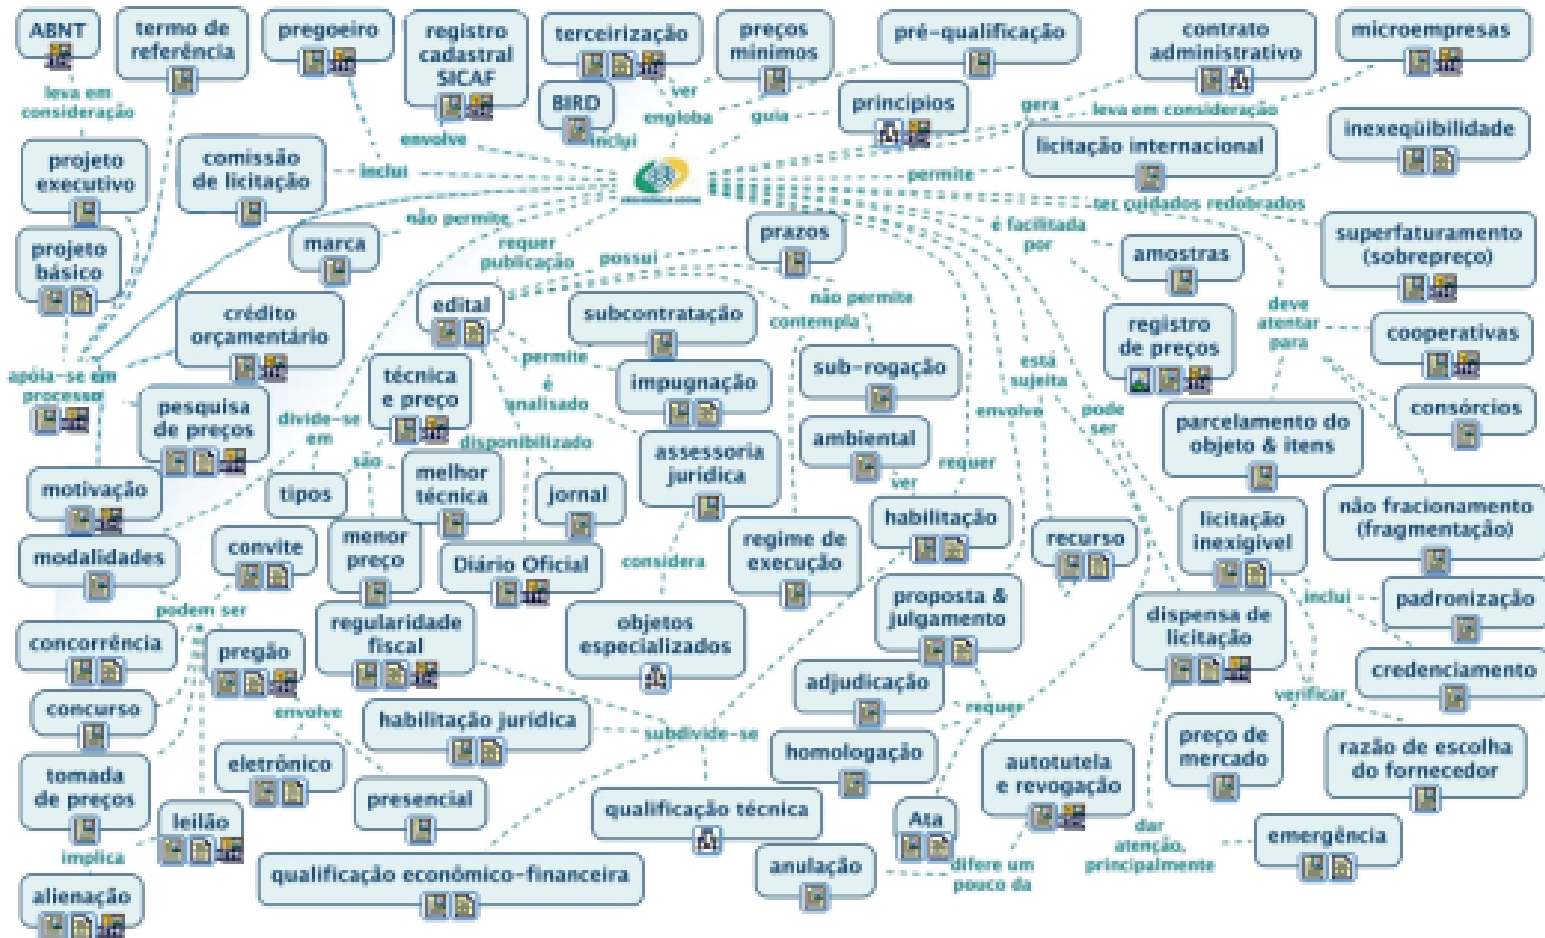 ABNT
termo de
referência
pregoeiro
registro
cadastral
SICAF
terceirização
preços
mínimos
pré-qualificação
contrato
administrativo
microempresas
leva em
consideração
BIRD
ver
engloba
guia
princípios
gera
leva em consideração
envolve
inclui
projeto
executivo
comissão
de licitação
inclui
licitação internacional
inexeqüibilidade
permite
não permite
ter cuidados redobrados
projeto
básico
marca
requer
publicação
possui
prazos
é facilitada
por
amostras
superfaturamento
(sobrepreço)
crédito
orçamentário
edital
subcontratação
não permite
contempla
registro
de preços
deve
atentar
para
cooperativas
apóia-se em
processo
técnica
e preço
permite
é
analisado
impugnação
sub-rogação
está
sujeita
consórcios
pesquisa
de preços
divide-se
em
disponibilizado
assessoria
jurídica
ambiental
envolve
pode
ser
parcelamento do
objeto & itens
motivação
tipos
são
melhor
técnica
jornal
requer
ver
habilitação
não fracionamento
(fragmentação)
modalidades
convite
menor
preço
Diário Oficial
considera
regime de
execução
recurso
licitação
inexigível
podem ser
proposta &
julgamento
inclui
padronização
concorrência
pregão
regularidade
fiscal
objetos
especializados
dispensa de
licitação
credenciamento
concurso
envolve
habilitação jurídica
subdivide-se
adjudicação
requer
verificar
tomada
de preços
eletrônico
presencial
homologação
autotutela
e revogação
preço de
mercado
razão de escolha
do fornecedor
leilão
qualificação técnica
Ata
dar
atenção,
principalmente
emergência
implica
alienação
qualificação econômico-financeira
anulação
difere um
pouco da